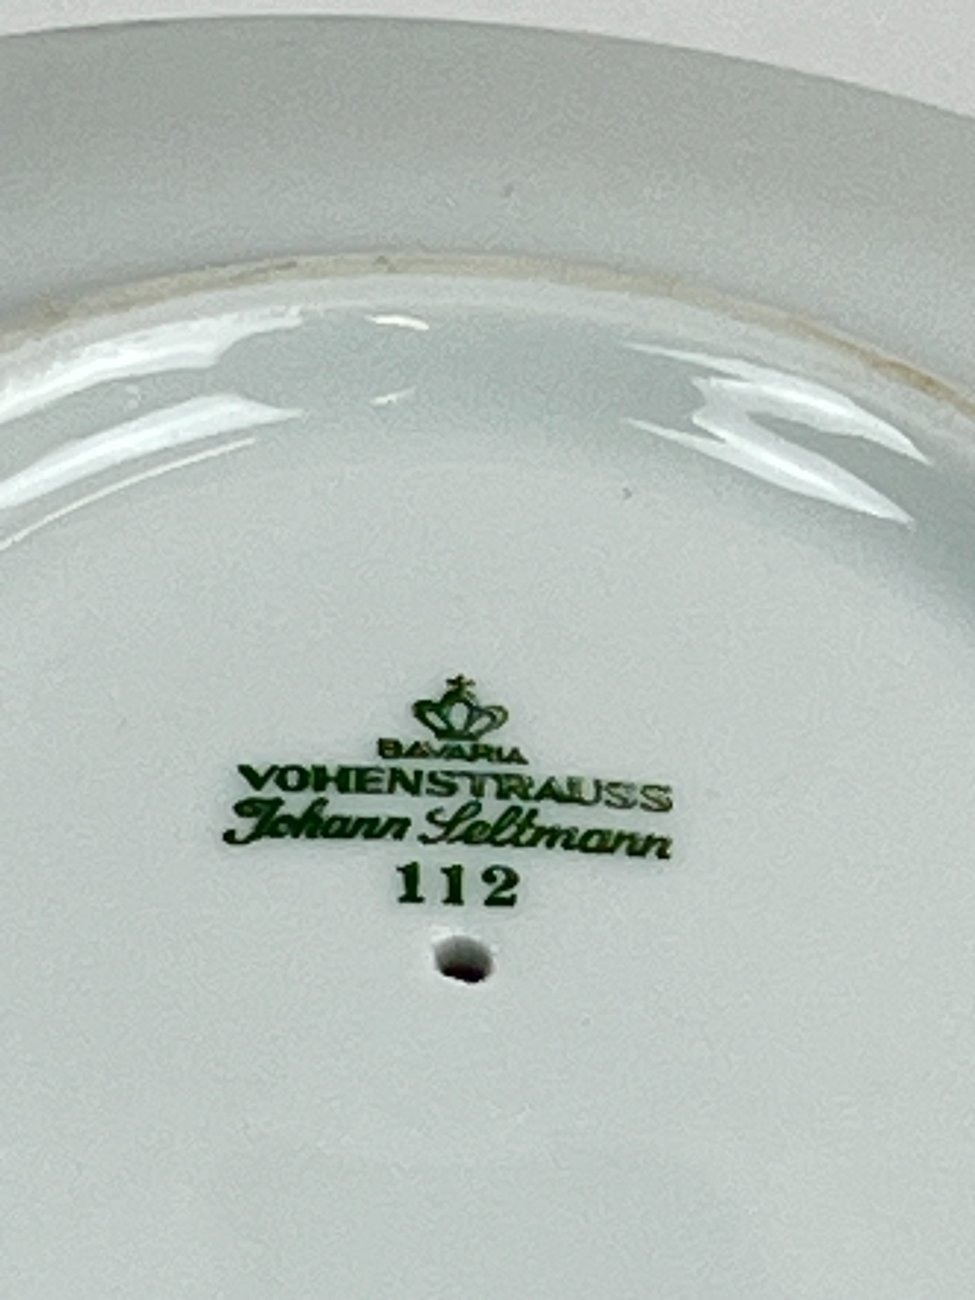 BAVARIA
VOHENSTRAUSS
Johann Seltmann
112